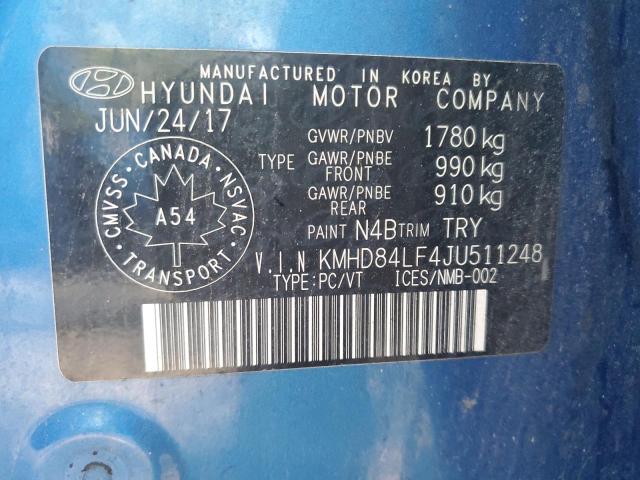 MANUFACTURED IN KOREA BY
HYUNDAI MOTOR COMPANY
JUN/24/17
GVWR/PNBV 1780 kg
TYPE GAWR/PNBE FRONT 990 kg
GAWR/PNBE REAR 910 kg
PAINT N4B TRIM TRY
CMVSS · CANADA · NSVAC
A54
TRANSPORT
V.I.N KMHD84LF4JU511248
TYPE:PC/VT ICES/NMB-002